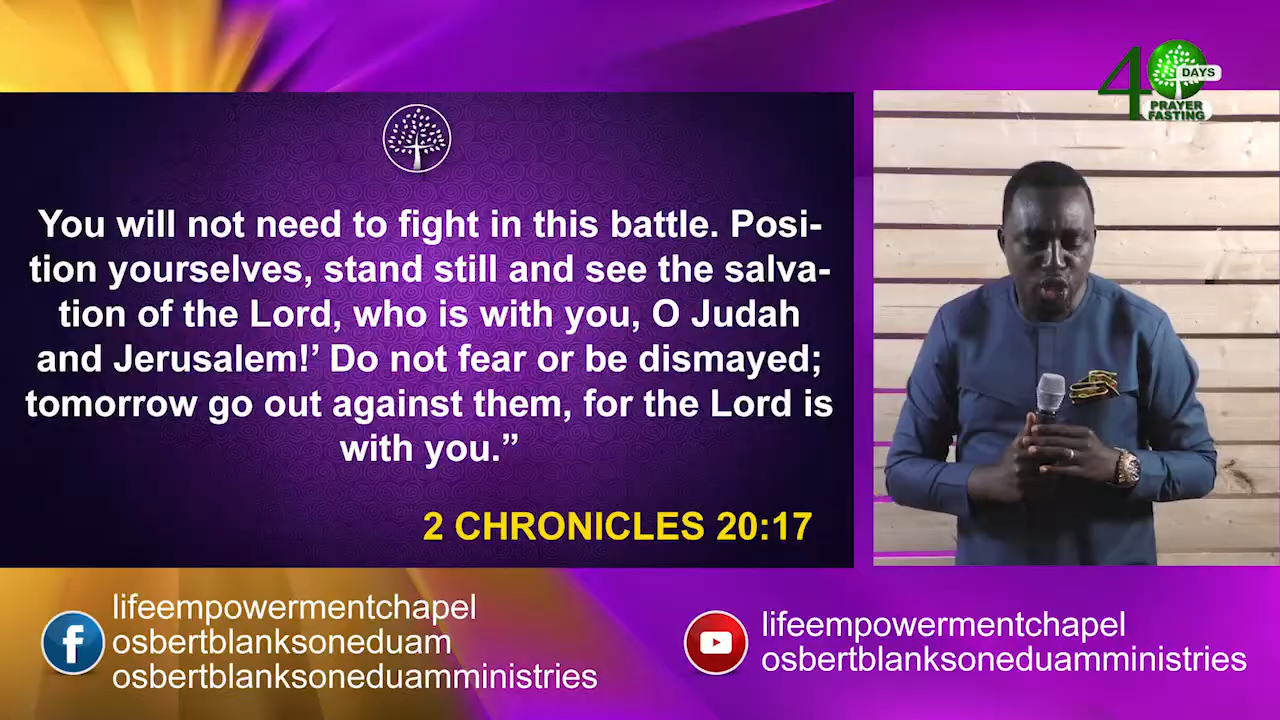 40 DAYS
PRAYER
FASTING
You will not need to fight in this battle. Posi-
tion yourselves, stand still and see the salva-
tion of the Lord, who is with you, O Judah
and Jerusalem!’ Do not fear or be dismayed;
tomorrow go out against them, for the Lord is
with you.”
2 CHRONICLES 20:17
lifeempowermentchapel
osbertblanksoneduam
osbertblanksoneduamministries
lifeempowermentchapel
osbertblanksoneduamministries